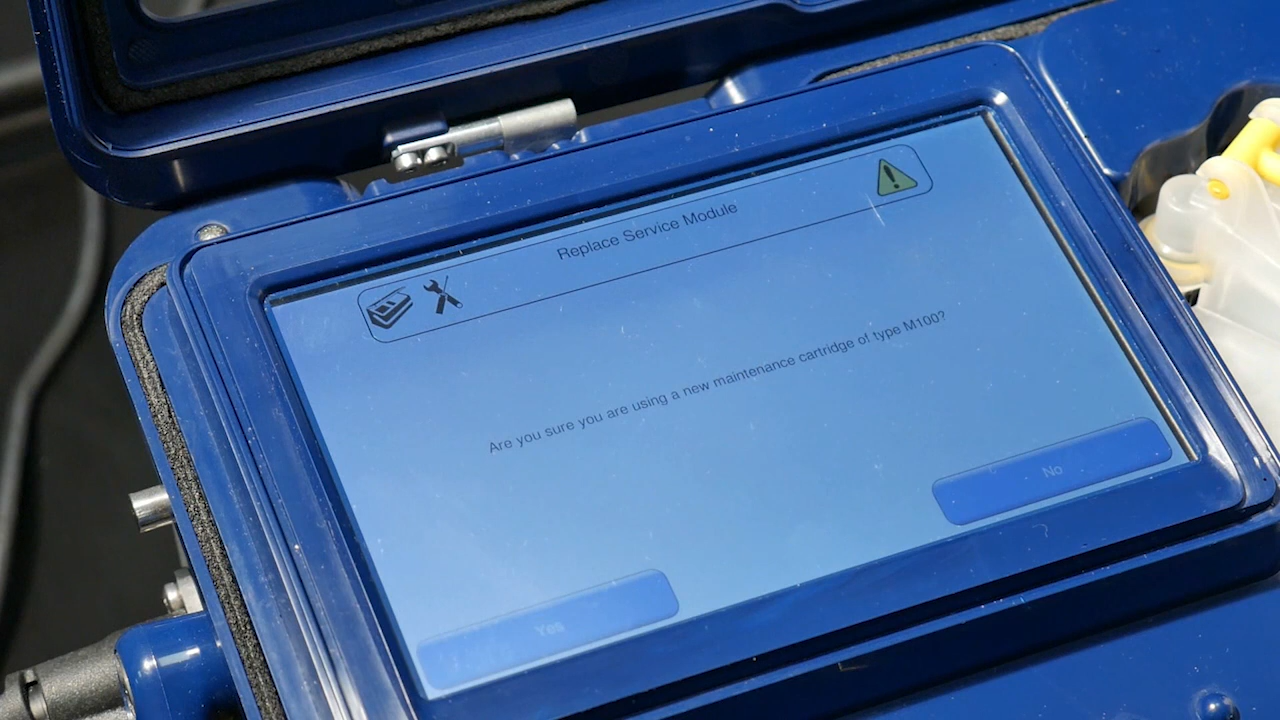 Replace Service Module
Are you sure you are using a new maintenance cartridge of type M100?
No
Yes